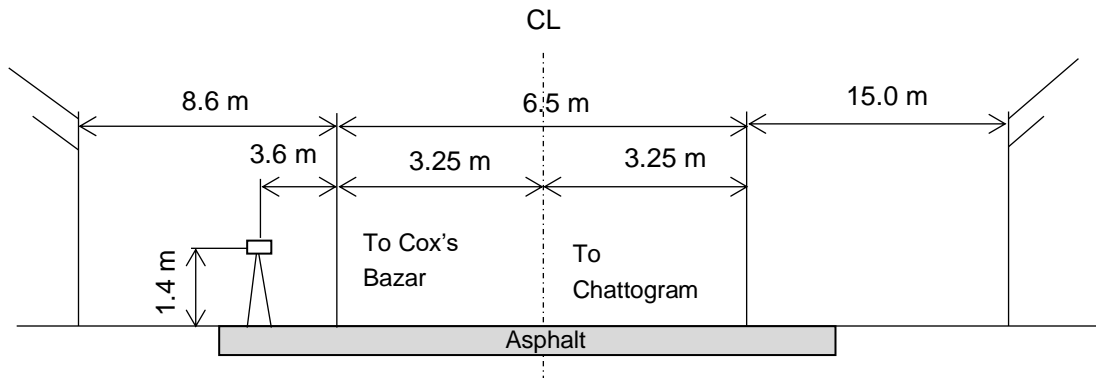 CL
8.6 m
6.5 m
15.0 m
3.6 m
3.25 m
3.25 m
To Cox's
Bazar
To
Chattogram
1.4 m
Asphalt